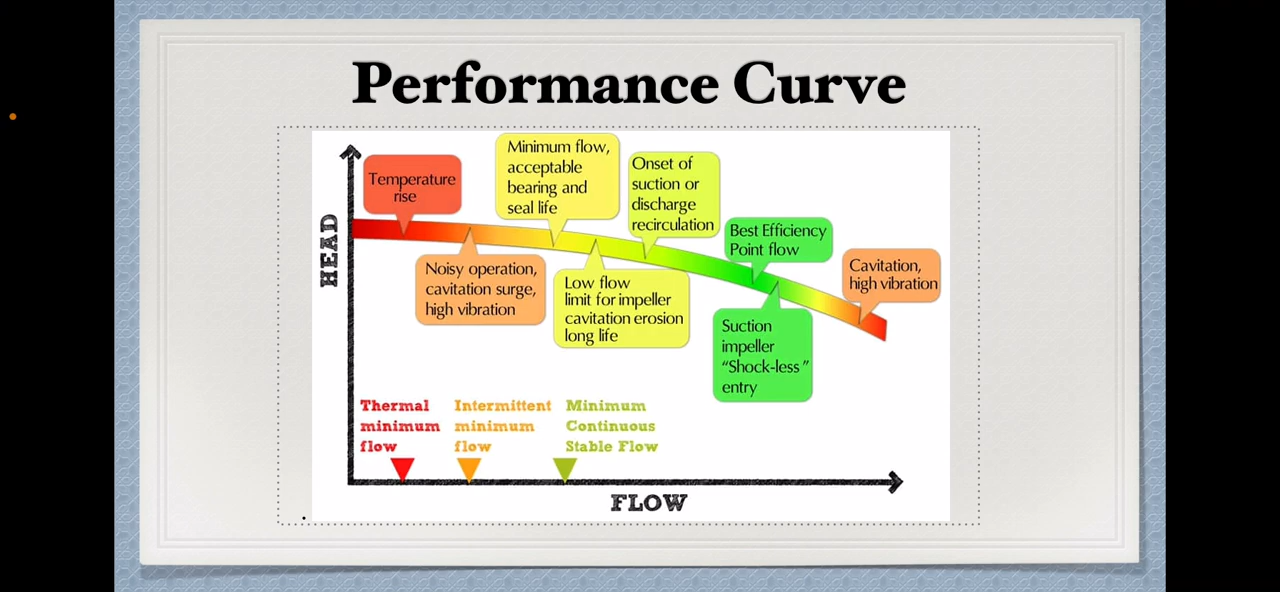 Performance Curve
HEAD
Temperature
rise
Noisy operation,
cavitation surge,
high vibration
Minimum flow,
acceptable
bearing and
seal life
Low flow
limit for impeller
cavitation erosion
long life
Onset of
suction or
discharge
recirculation
Best Efficiency
Point flow
Suction
impeller
“Shock-less”
entry
Cavitation,
high vibration
Thermal
minimum
flow
Intermittent
minimum
flow
Minimum
Continuous
Stable Flow
FLOW